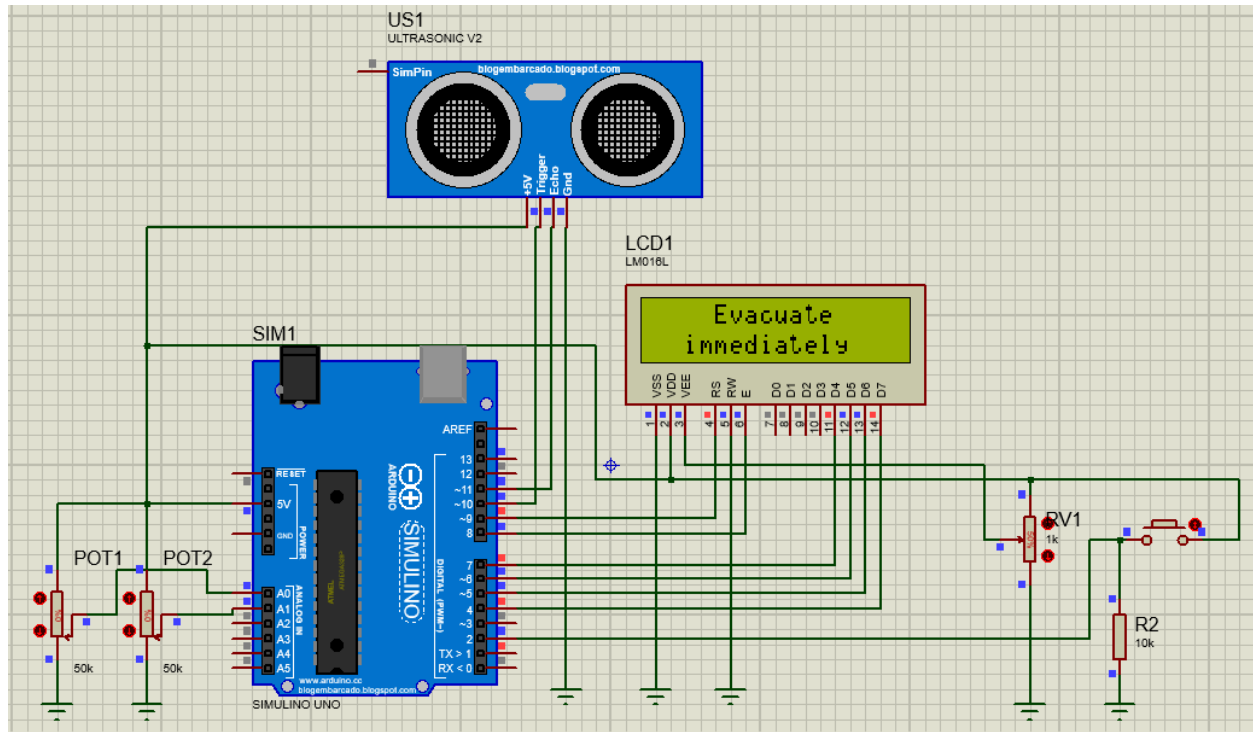 US1
ULTRASONIC V2
SimPin
blogembarcado.blogspot.com
+5V
Trigger
Echo
Gnd
LCD1
LM016L
Evacuate
immediately
VSS
VDD
VEE
RS
RW
E
D0
D1
D2
D3
D4
D5
D6
D7
1
2
3
4
5
6
7
8
9
10
11
12
13
14
SIM1
AREF
13
12
~11
~10
~9
8
7
~6
~5
4
~3
2
TX > 1
RX < 0
RESET
5V
GND
POWER
A0
A1
A2
A3
A4
A5
ANALOG IN
ARDUINO
SIMULINO
DIGITAL (PWM~)
ATMEL
www.arduino.cc
blogembarcado.blogspot.com
SIMULINO UNO
POT1
POT2
0%
0%
50k
50k
RV1
50%
1k
R2
10k